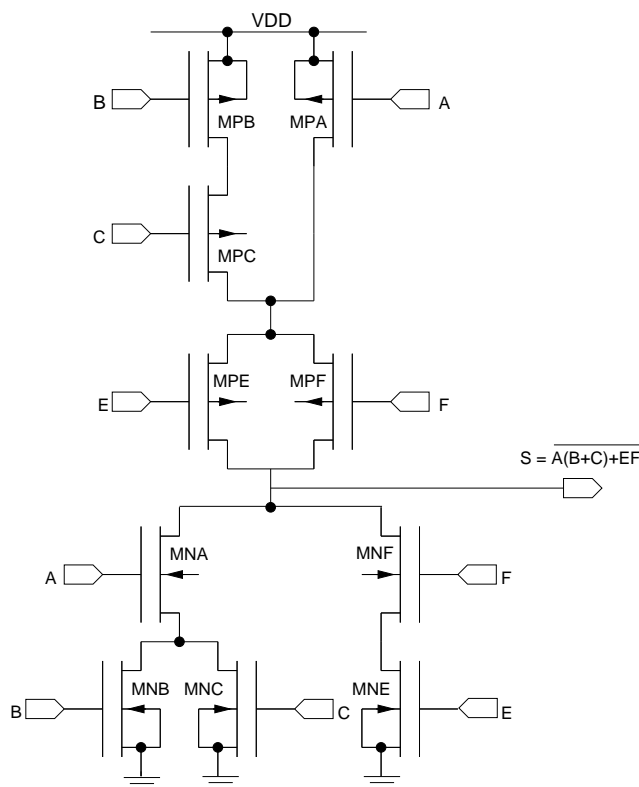 VDD
B
MPB
MPA
A
C
MPC
E
MPE
MPF
F
S = A(B+C)+EF
A
MNA
MNF
F
B
MNB
MNC
C
MNE
E